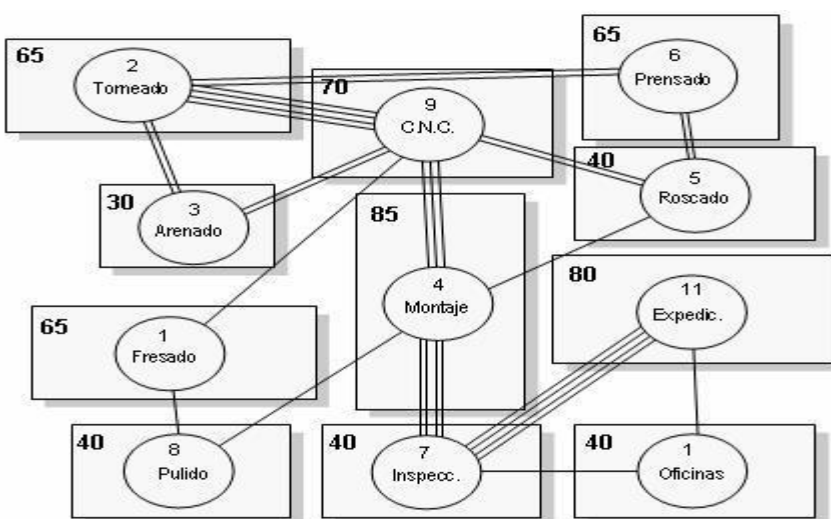 65
2
Torneado
65
6
Prensado
70
9
C.N.C.
40
5
Roscado
30
3
Arenado
85
4
Montaje
80
11
Expedic.
65
1
Fresado
40
8
Pulido
40
7
Inspecc.
40
1
Oficinas